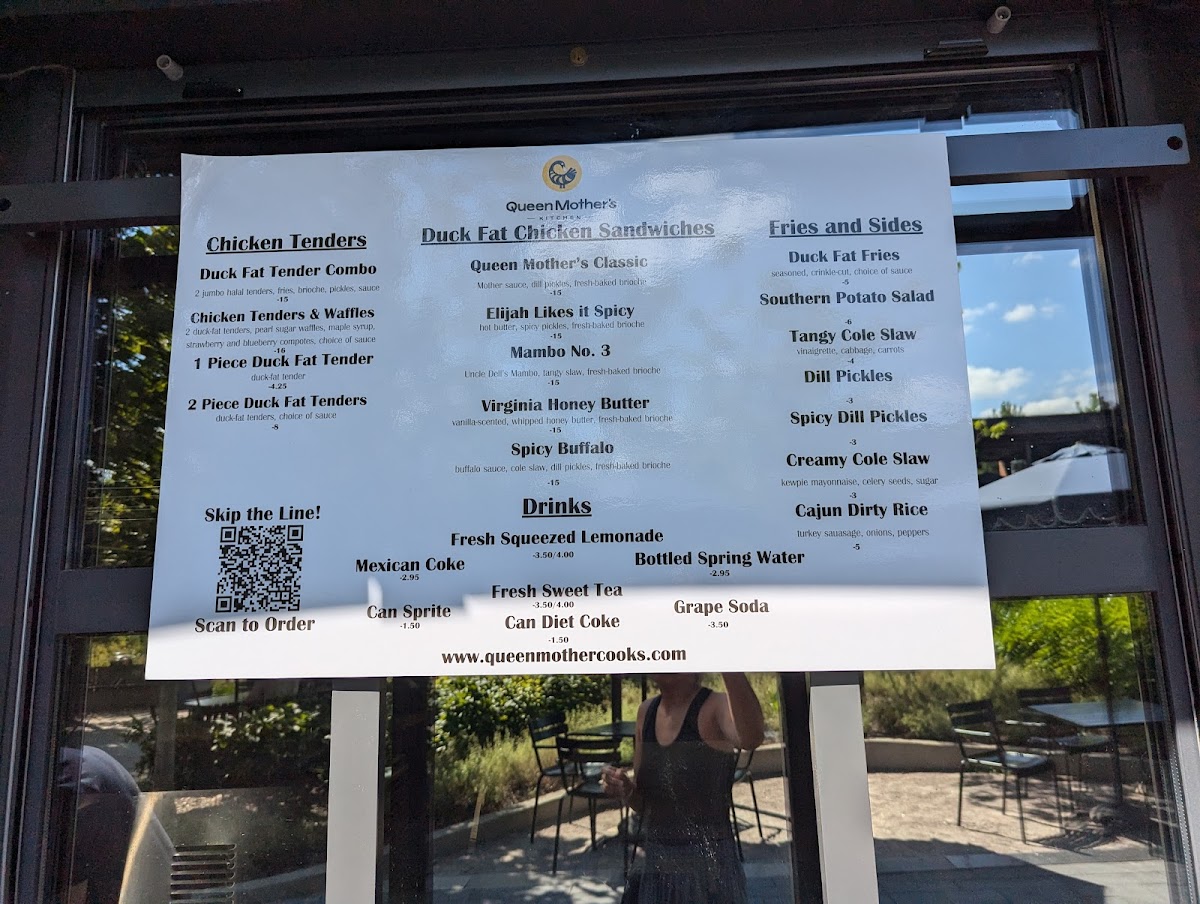 Queen Mother's
KITCHEN
Chicken Tenders
Duck Fat Tender Combo
2 jumbo halal tenders, fries, brioche, pickles, sauce
-15
Chicken Tenders & Waffles
2 duck-fat tenders, pearl sugar waffles, maple syrup,
strawberry and blueberry compotes, choice of sauce
-16
1 Piece Duck Fat Tender
duck-fat tender
-4.25
2 Piece Duck Fat Tenders
duck-fat tenders, choice of sauce
-8
Skip the Line!
Scan to Order
Duck Fat Chicken Sandwiches
Queen Mother's Classic
Mother sauce, dill pickles, fresh-baked brioche
-15
Elijah Likes it Spicy
hot butter, spicy pickles, fresh-baked brioche
-15
Mambo No. 3
Uncle Dell's Mambo, tangy slaw, fresh-baked brioche
-15
Virginia Honey Butter
vanilla-scented, whipped honey butter, fresh-baked brioche
-15
Spicy Buffalo
buffalo sauce, cole slaw, dill pickles, fresh-baked brioche
-15
Drinks
Fresh Squeezed Lemonade
-3.50/4.00
Mexican Coke
-2.95
Bottled Spring Water
-2.95
Fresh Sweet Tea
-3.50/4.00
Can Sprite
-1.50
Grape Soda
-3.50
Can Diet Coke
-1.50
www.queenmothercooks.com
Fries and Sides
Duck Fat Fries
seasoned, crinkle-cut, choice of sauce
-5
Southern Potato Salad
-6
Tangy Cole Slaw
vinaigrette, cabbage, carrots
-4
Dill Pickles
-3
Spicy Dill Pickles
-3
Creamy Cole Slaw
kewpie mayonnaise, celery seeds, sugar
-3
Cajun Dirty Rice
turkey sauasage, onions, peppers
-5